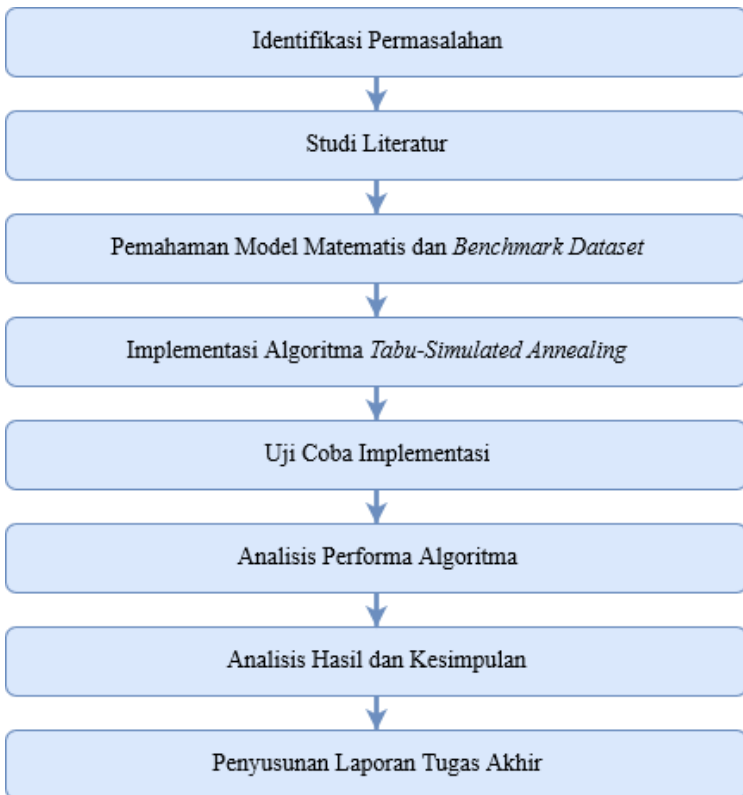 Identifikasi Permasalahan
Studi Literatur
Pemahaman Model Matematis dan Benchmark Dataset
Implementasi Algoritma Tabu-Simulated Annealing
Uji Coba Implementasi
Analisis Performa Algoritma
Analisis Hasil dan Kesimpulan
Penyusunan Laporan Tugas Akhir